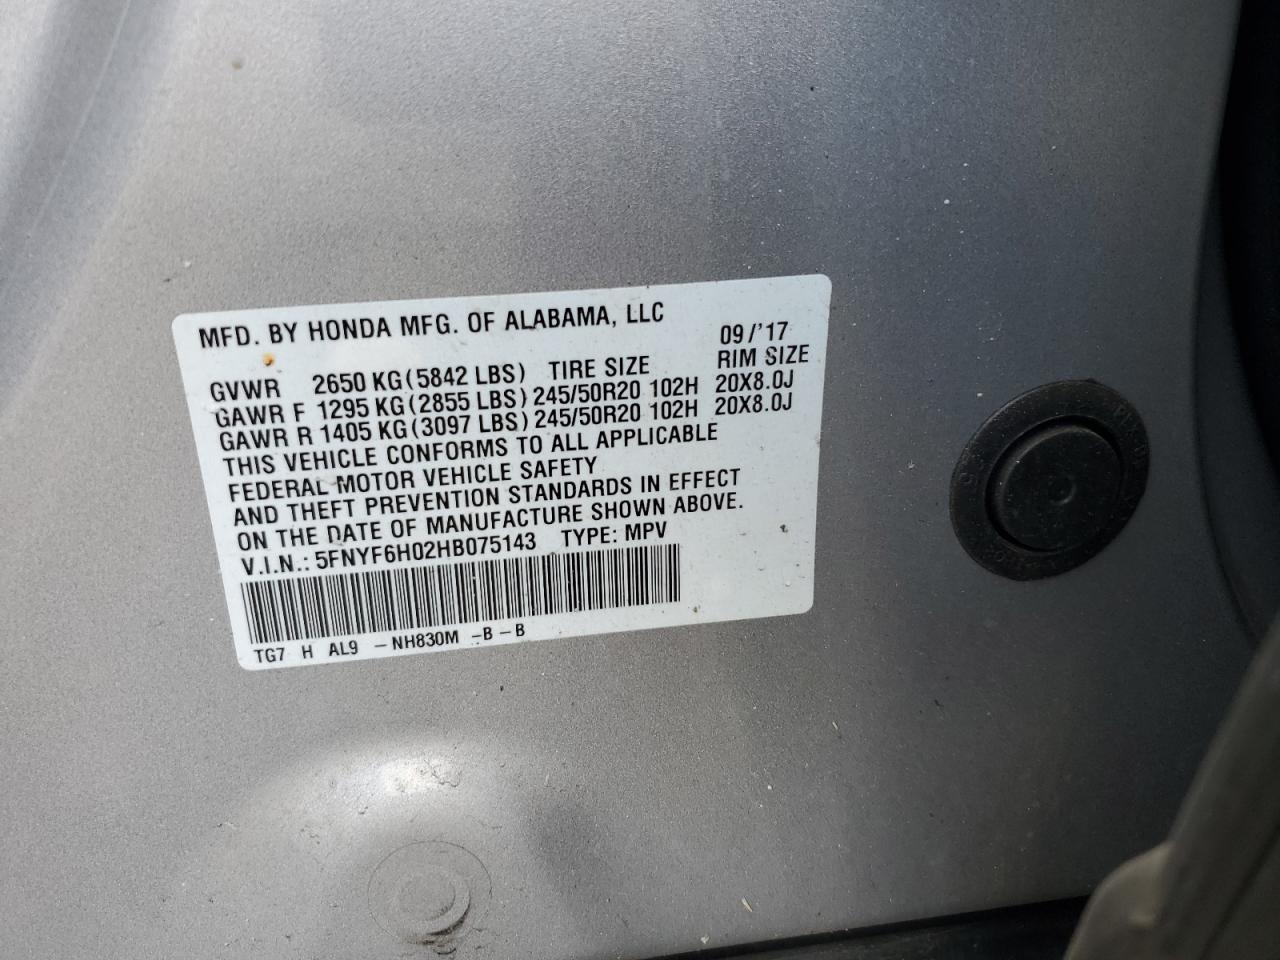 MFD. BY HONDA MFG. OF ALABAMA, LLC
09/'17
GVWR 2650 KG(5842 LBS) TIRE SIZE RIM SIZE
GAWR F 1295 KG(2855 LBS) 245/50R20 102H 20X8.0J
GAWR R 1405 KG(3097 LBS) 245/50R20 102H 20X8.0J
THIS VEHICLE CONFORMS TO ALL APPLICABLE
FEDERAL MOTOR VEHICLE SAFETY
AND THEFT PREVENTION STANDARDS IN EFFECT
ON THE DATE OF MANUFACTURE SHOWN ABOVE.
V.I.N.: 5FNYF6H02HB075143 TYPE: MPV
TG7 H AL9 -NH830M -B-B